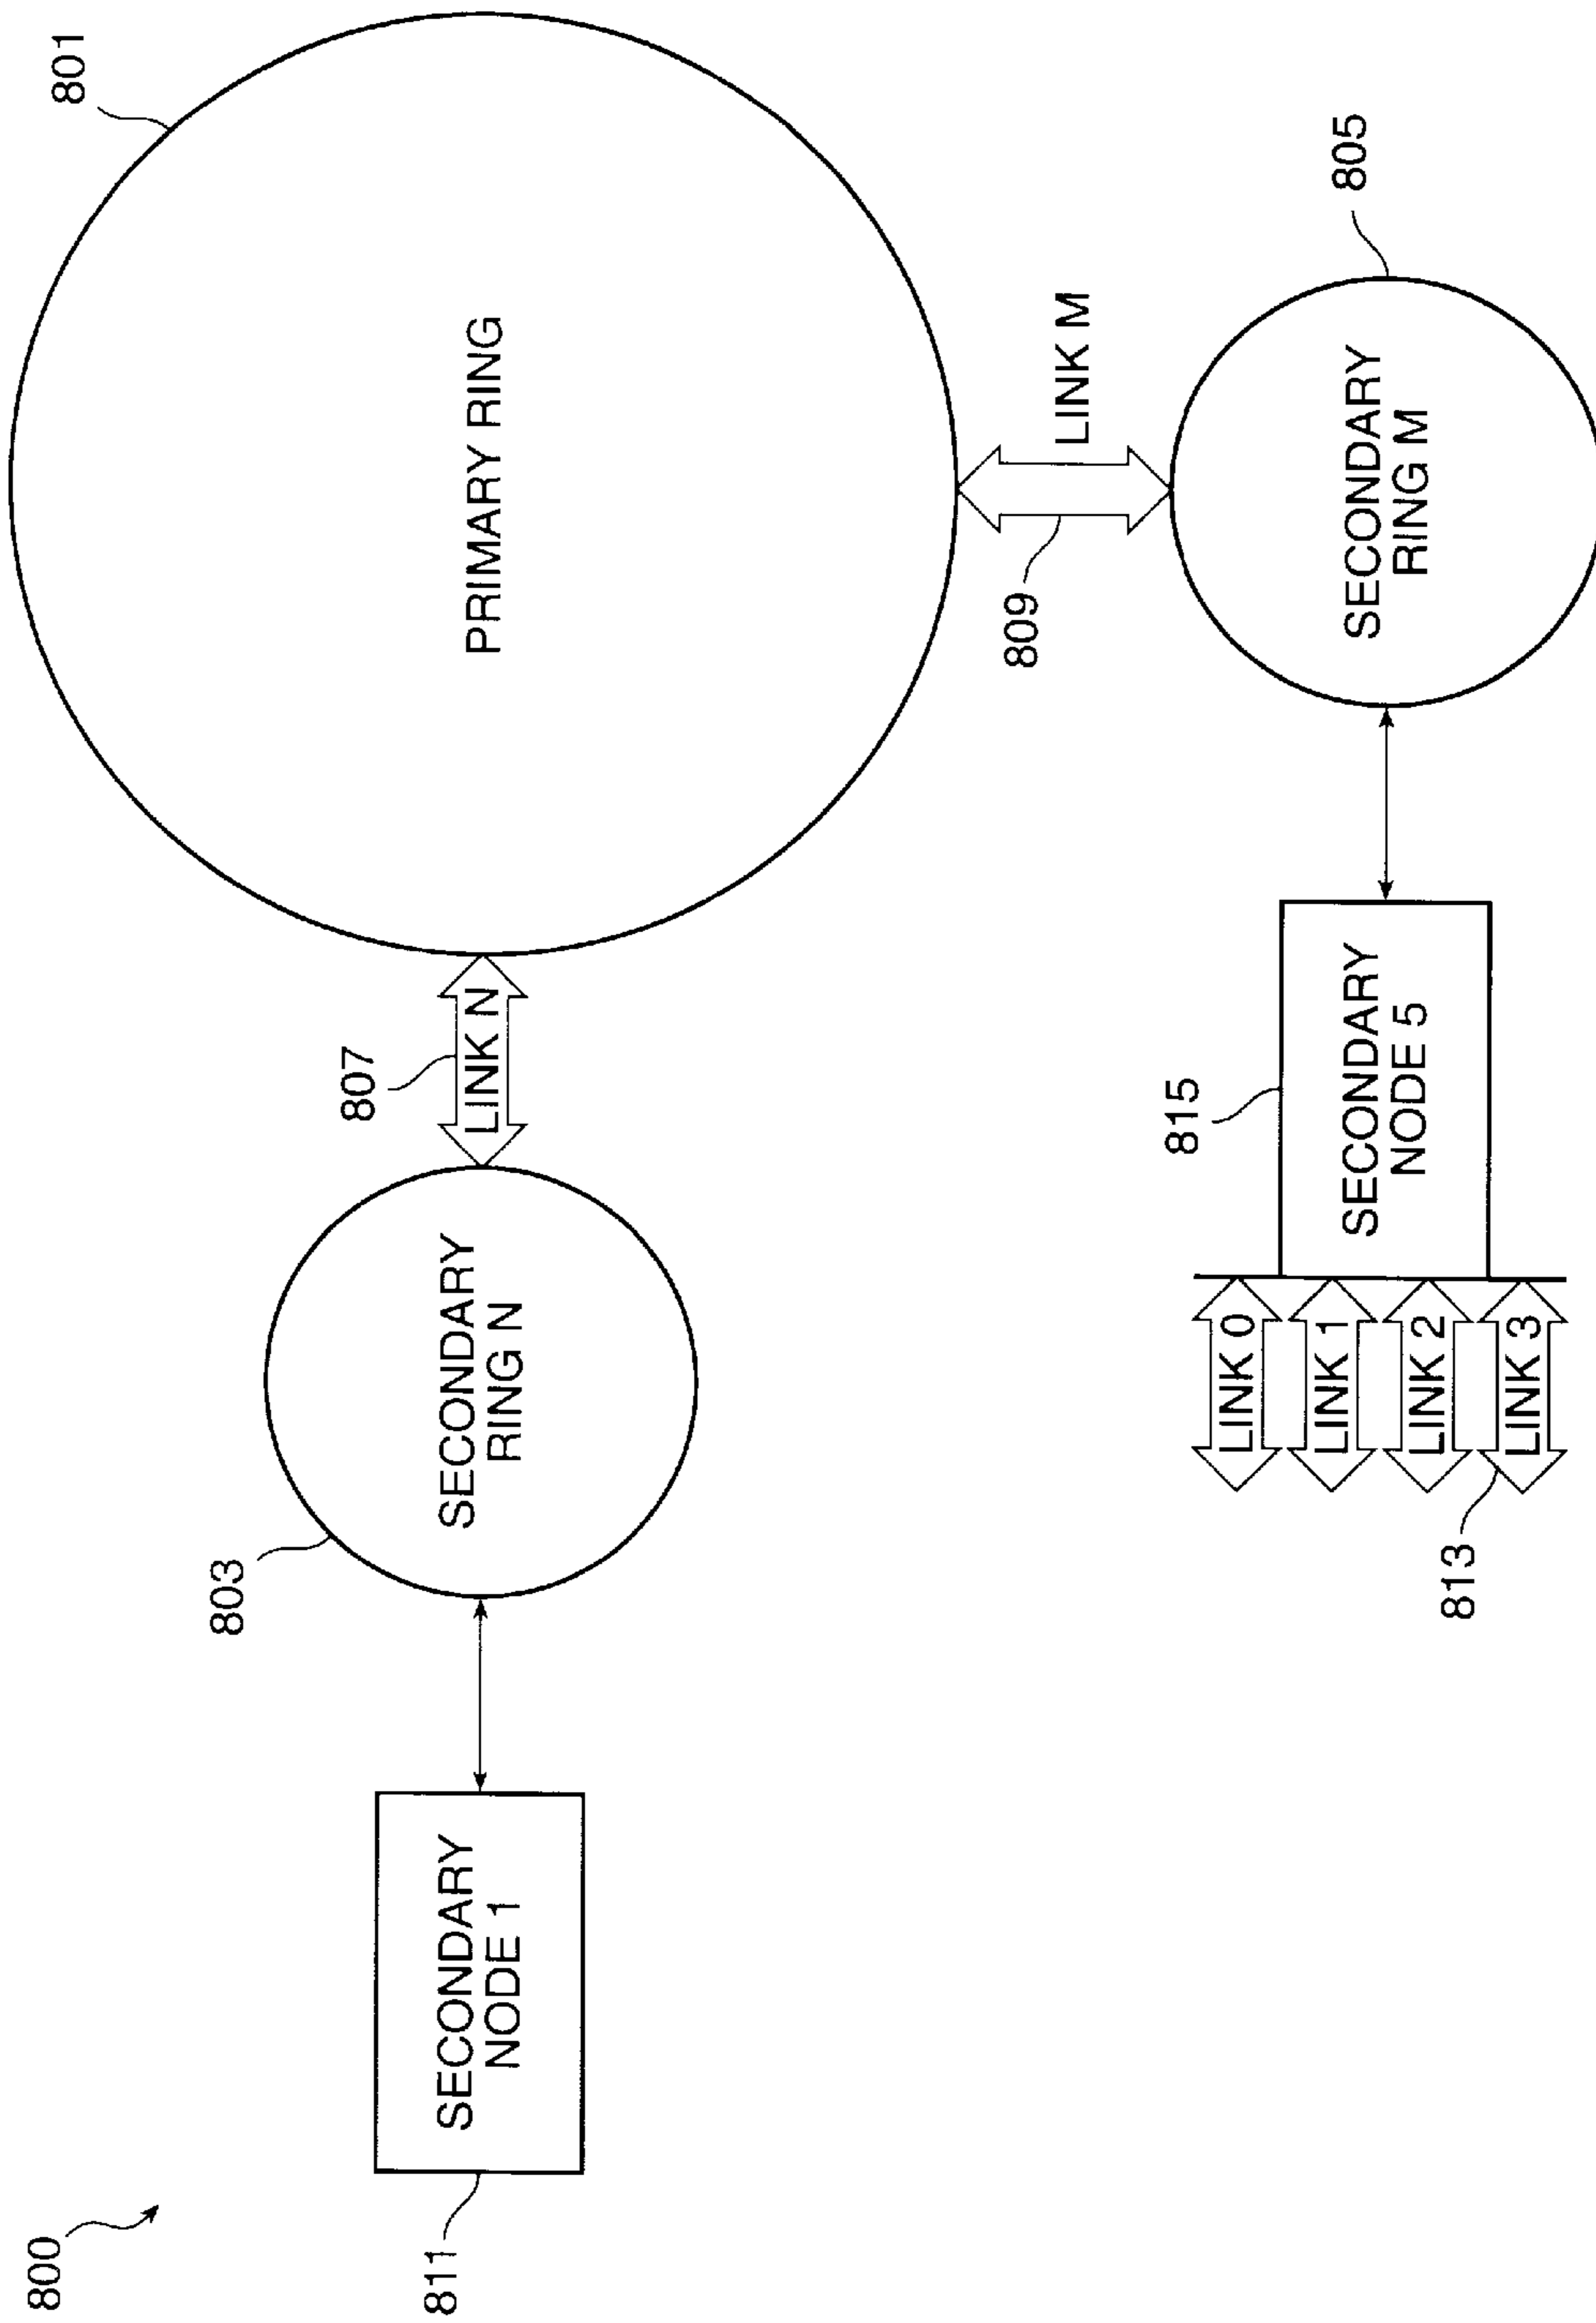 800
801
PRIMARY RING
803
SECONDARY
RING N
807
LINK N
811
SECONDARY
NODE 1
809
LINK M
805
SECONDARY
RING M
815
SECONDARY
NODE 5
LINK 0
LINK 1
LINK 2
LINK 3
813